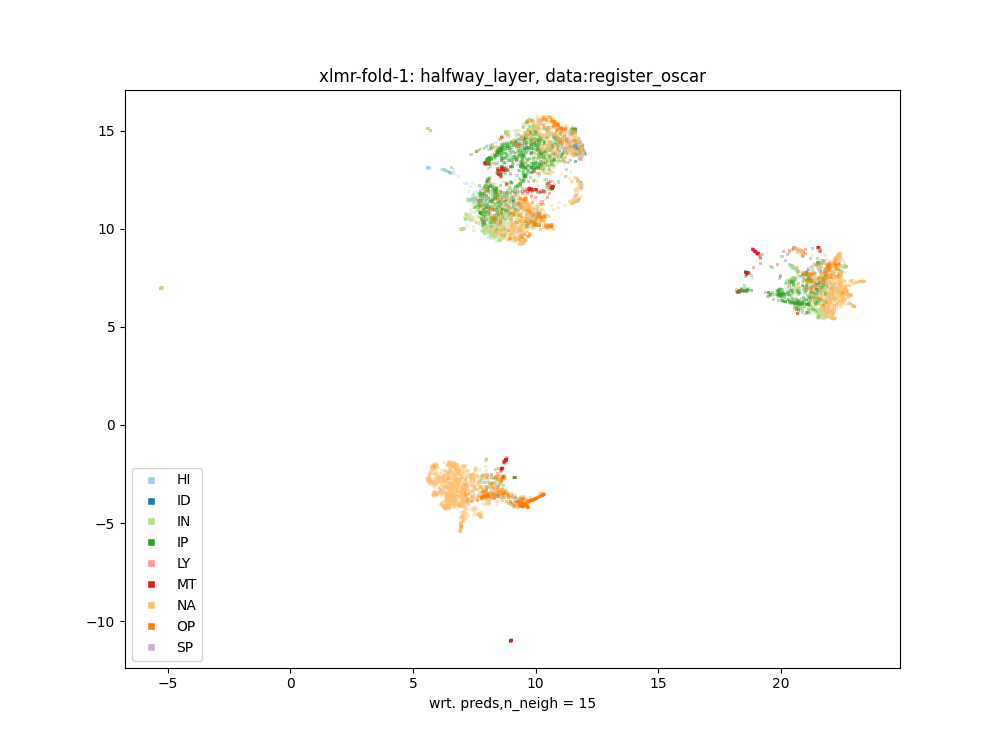 xlmr-fold-1: halfway_layer, data:register_oscar
15
10
5
0
−5
−10
HI
ID
IN
IP
LY
MT
NA
OP
SP
−5 0 5 10 15 20
wrt. preds,n_neigh = 15